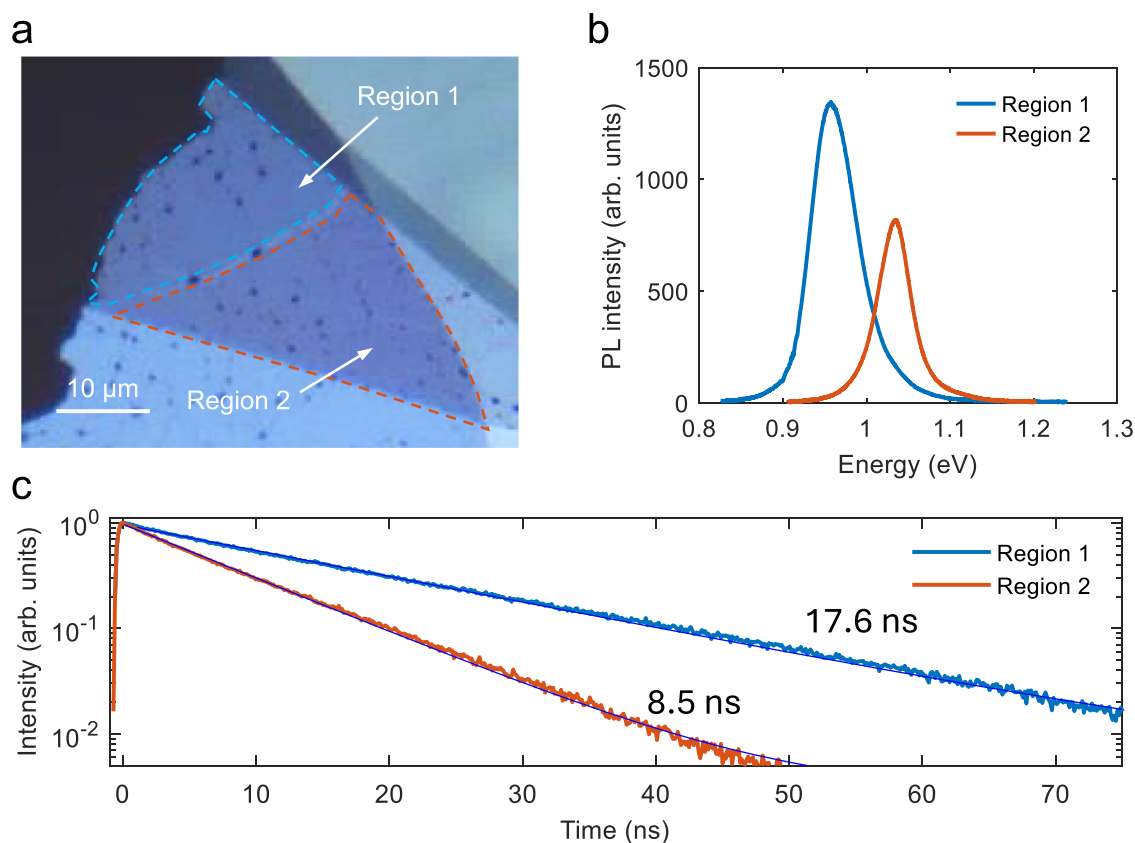 a
Region 1
Region 2
10 μm
b
1500
1000
500
0
0.8 0.9 1 1.1 1.2 1.3
PL intensity (arb. units)
Energy (eV)
Region 1
Region 2
c
10⁰
10⁻¹
10⁻²
Intensity (arb. units)
Region 1
Region 2
17.6 ns
8.5 ns
0 10 20 30 40 50 60 70
Time (ns)